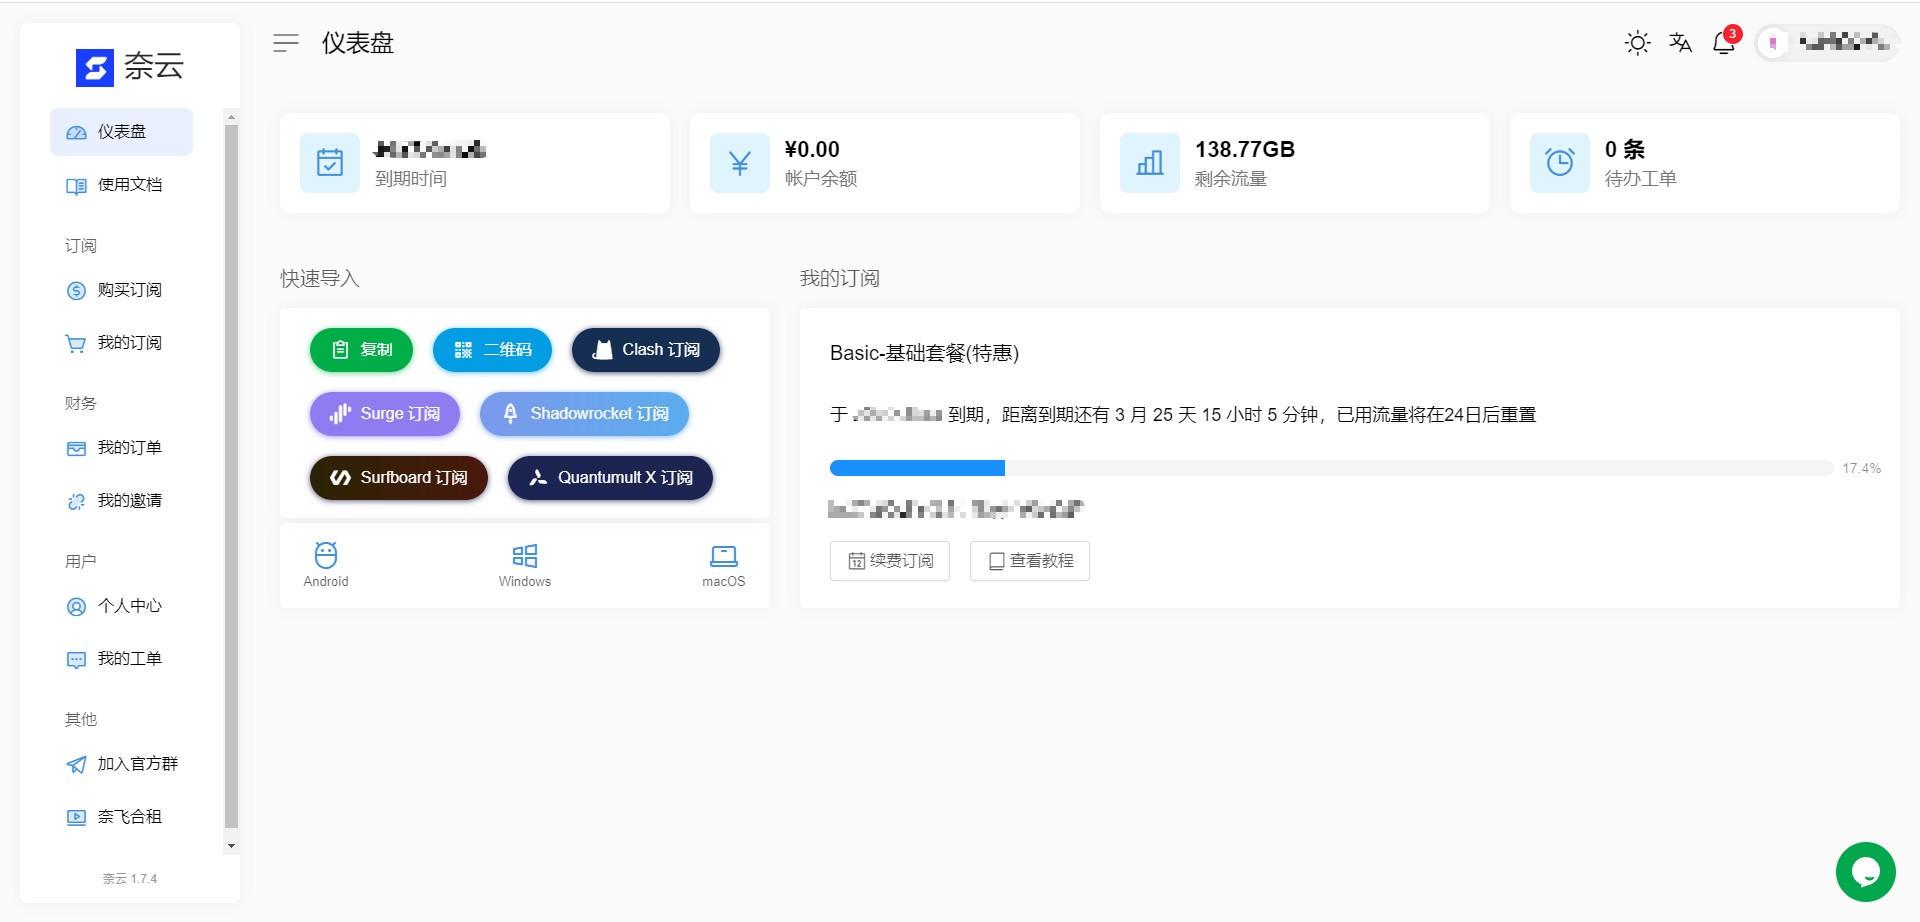 奈云
仪表盘
使用文档
订阅
购买订阅
我的订阅
财务
我的订单
我的邀请
用户
个人中心
我的工单
其他
加入官方群
奈飞合租
奈云 1.7.4
仪表盘
3
到期时间
¥0.00
帐户余额
138.77GB
剩余流量
0 条
待办工单
快速导入
复制
二维码
Clash 订阅
Surge 订阅
Shadowrocket 订阅
Surfboard 订阅
Quantumult X 订阅
Android
Windows
macOS
我的订阅
Basic-基础套餐(特惠)
于 到期，距离到期还有 3 月 25 天 15 小时 5 分钟，已用流量将在24日后重置
17.4%
续费订阅
查看教程